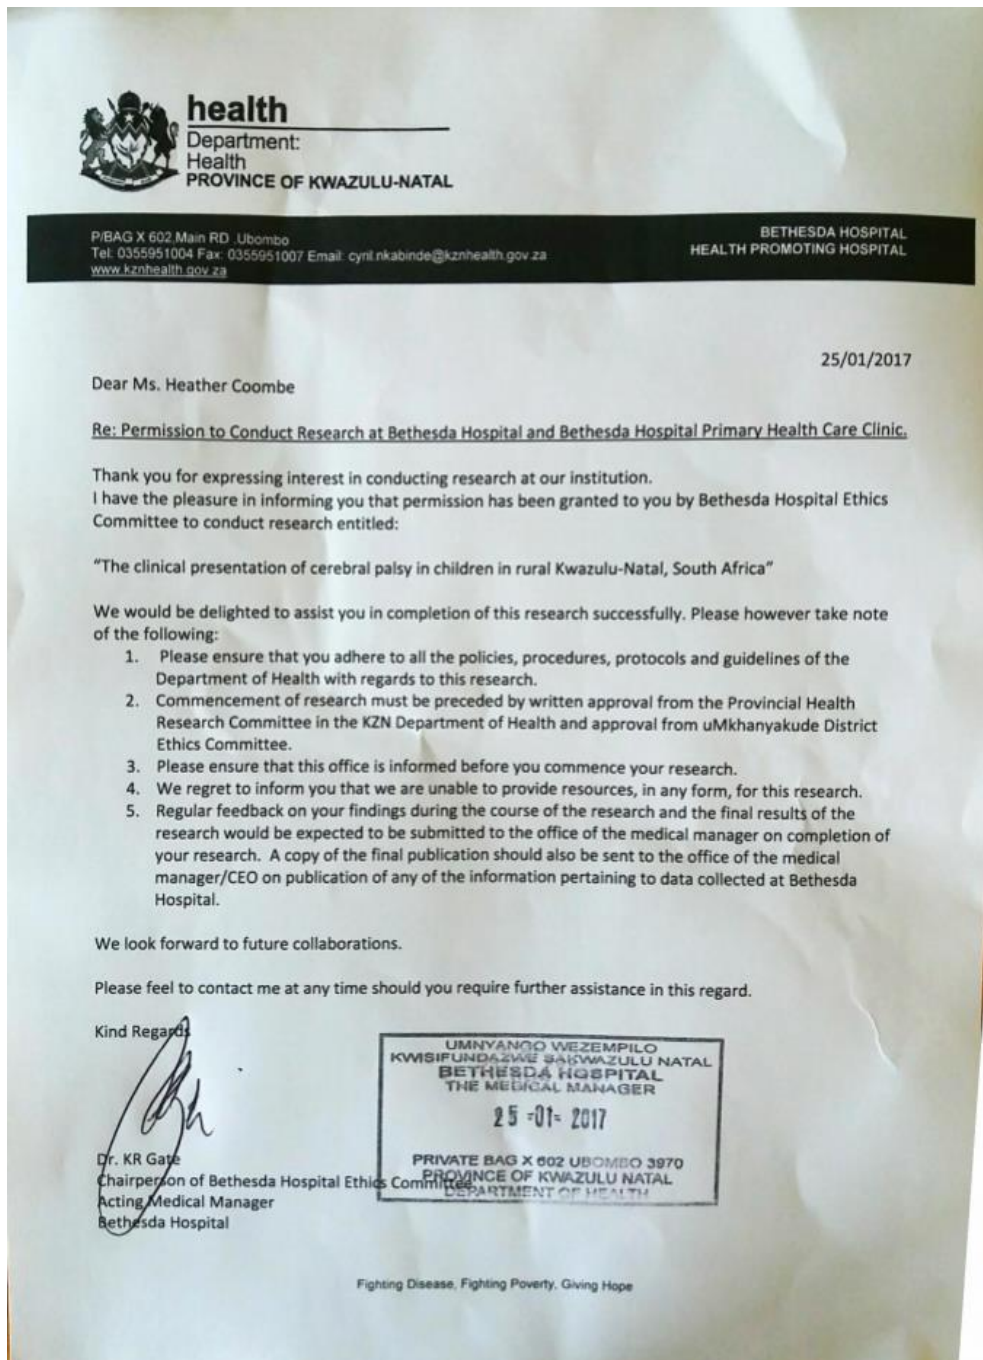 health
Department:
Health
PROVINCE OF KWAZULU-NATAL
P/BAG X 602,Main RD .Ubombo
Tel: 0355951004 Fax: 0355951007 Email: cyril.nkabinde@kznhealth.gov.za
www.kznhealth.gov.za
BETHESDA HOSPITAL
HEALTH PROMOTING HOSPITAL
25/01/2017
Dear Ms. Heather Coombe
Re: Permission to Conduct Research at Bethesda Hospital and Bethesda Hospital Primary Health Care Clinic.
Thank you for expressing interest in conducting research at our institution.
I have the pleasure in informing you that permission has been granted to you by Bethesda Hospital Ethics
Committee to conduct research entitled:
"The clinical presentation of cerebral palsy in children in rural Kwazulu-Natal, South Africa"
We would be delighted to assist you in completion of this research successfully. Please however take note
of the following:
1. Please ensure that you adhere to all the policies, procedures, protocols and guidelines of the
Department of Health with regards to this research.
2. Commencement of research must be preceded by written approval from the Provincial Health
Research Committee in the KZN Department of Health and approval from uMkhanyakude District
Ethics Committee.
3. Please ensure that this office is informed before you commence your research.
4. We regret to inform you that we are unable to provide resources, in any form, for this research.
5. Regular feedback on your findings during the course of the research and the final results of the
research would be expected to be submitted to the office of the medical manager on completion of
your research. A copy of the final publication should also be sent to the office of the medical
manager/CEO on publication of any of the information pertaining to data collected at Bethesda
Hospital.
We look forward to future collaborations.
Please feel to contact me at any time should you require further assistance in this regard.
Kind Regards
Dr. KR Gate
Chairperson of Bethesda Hospital Ethics Committee
Acting Medical Manager
Bethesda Hospital
UMNYANGO WEZEMPILO
KWISIFUNDAZWE SAKWAZULU NATAL
BETHESDA HOSPITAL
THE MEDICAL MANAGER
25 -01- 2017
PRIVATE BAG X 602 UBOMBO 3970
PROVINCE OF KWAZULU NATAL
DEPARTMENT OF HEALTH
Fighting Disease, Fighting Poverty, Giving Hope